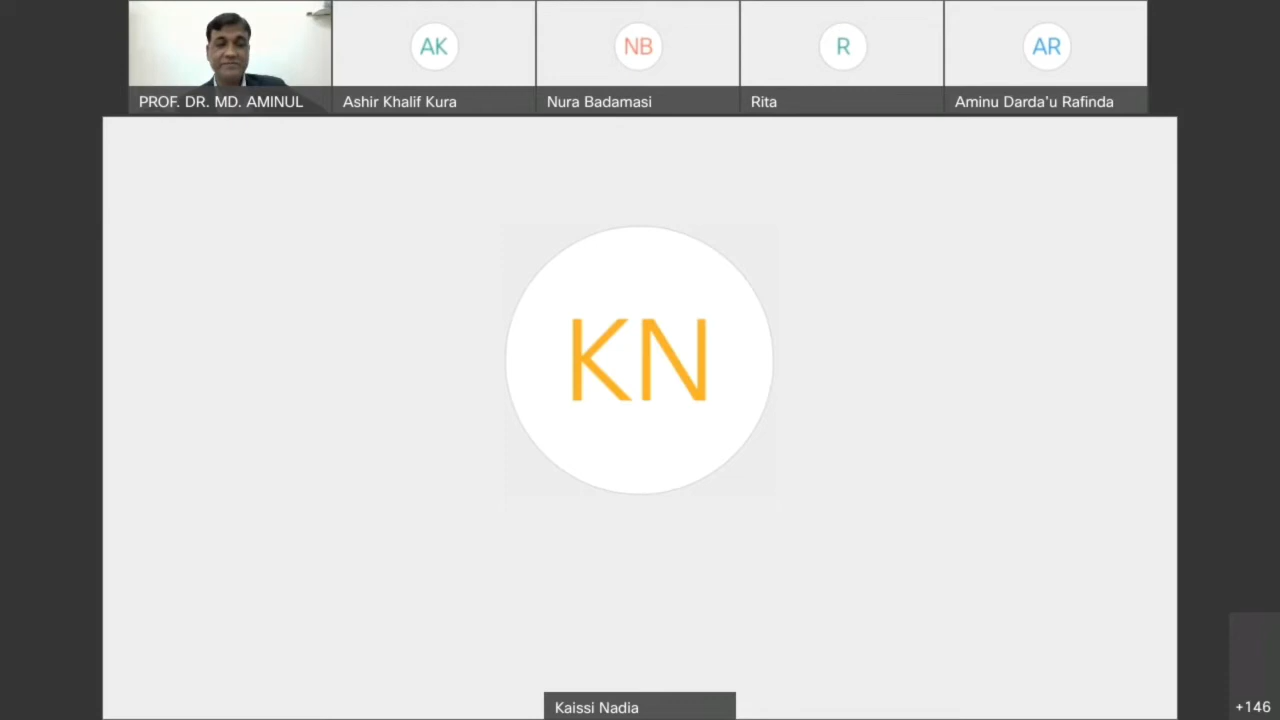 AK
NB
R
AR
PROF. DR. MD. AMINUL
Ashir Khalif Kura
Nura Badamasi
Rita
Aminu Darda'u Rafinda
KN
Kaissi Nadia
+146